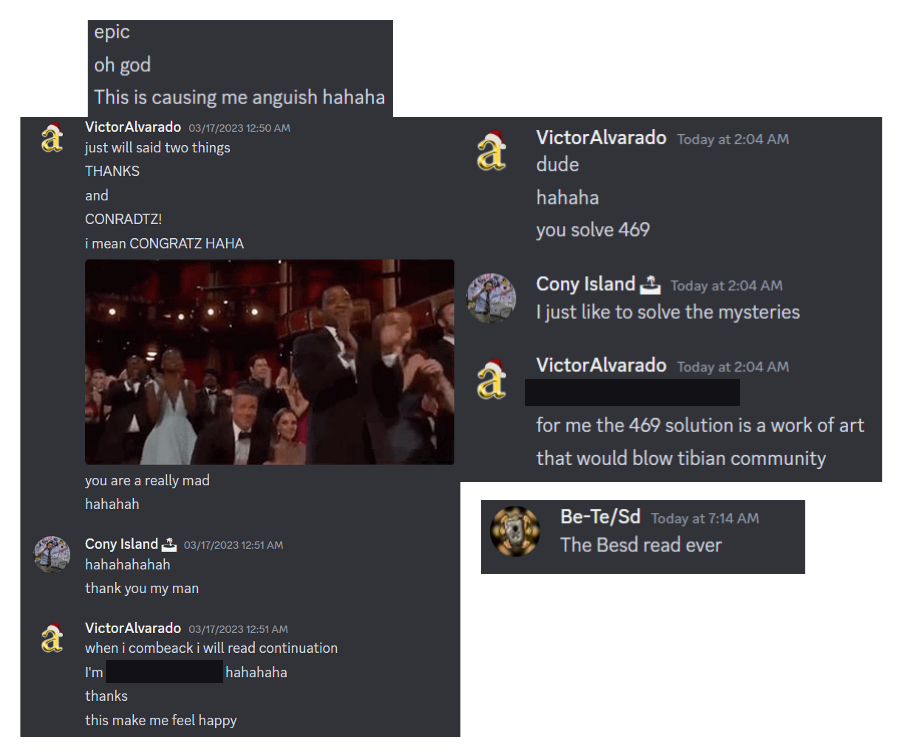 epic
oh god
This is causing me anguish hahaha
VictorAlvarado 03/17/2023 12:50 AM
just will said two things
THANKS
and
CONRADTZ!
i mean CONGRATZ HAHA
you are a really mad
hahahah
Cony Island 03/17/2023 12:51 AM
hahahahahah
thank you my man
VictorAlvarado 03/17/2023 12:51 AM
when i combeack i will read continuation
I'm hahahaha
thanks
this make me feel happy
VictorAlvarado Today at 2:04 AM
dude
hahaha
you solve 469
Cony Island Today at 2:04 AM
I just like to solve the mysteries
VictorAlvarado Today at 2:04 AM
for me the 469 solution is a work of art
that would blow tibian community
Be-Te/Sd Today at 7:14 AM
The Besd read ever